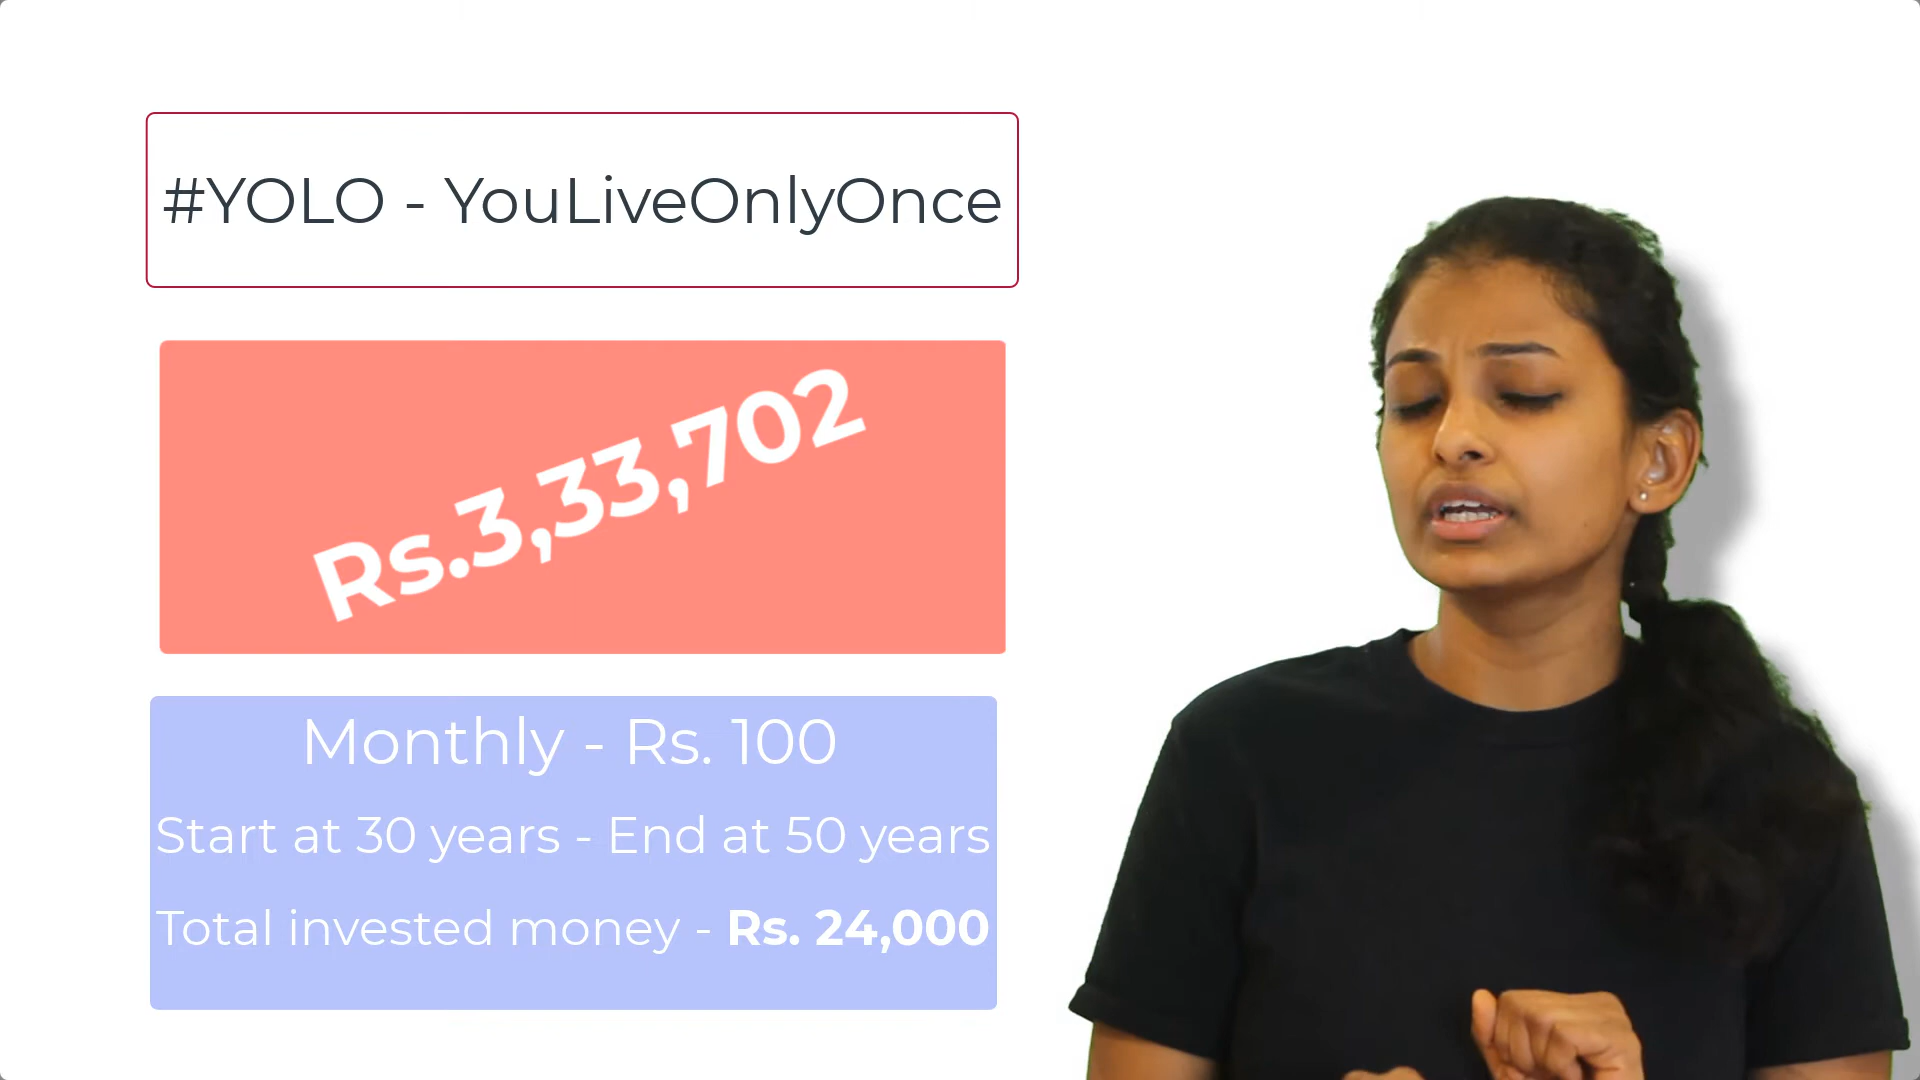 #YOLO - YouLiveOnlyOnce
Rs.3,33,702
Monthly - Rs. 100
Start at 30 years - End at 50 years
Total invested money - Rs. 24,000